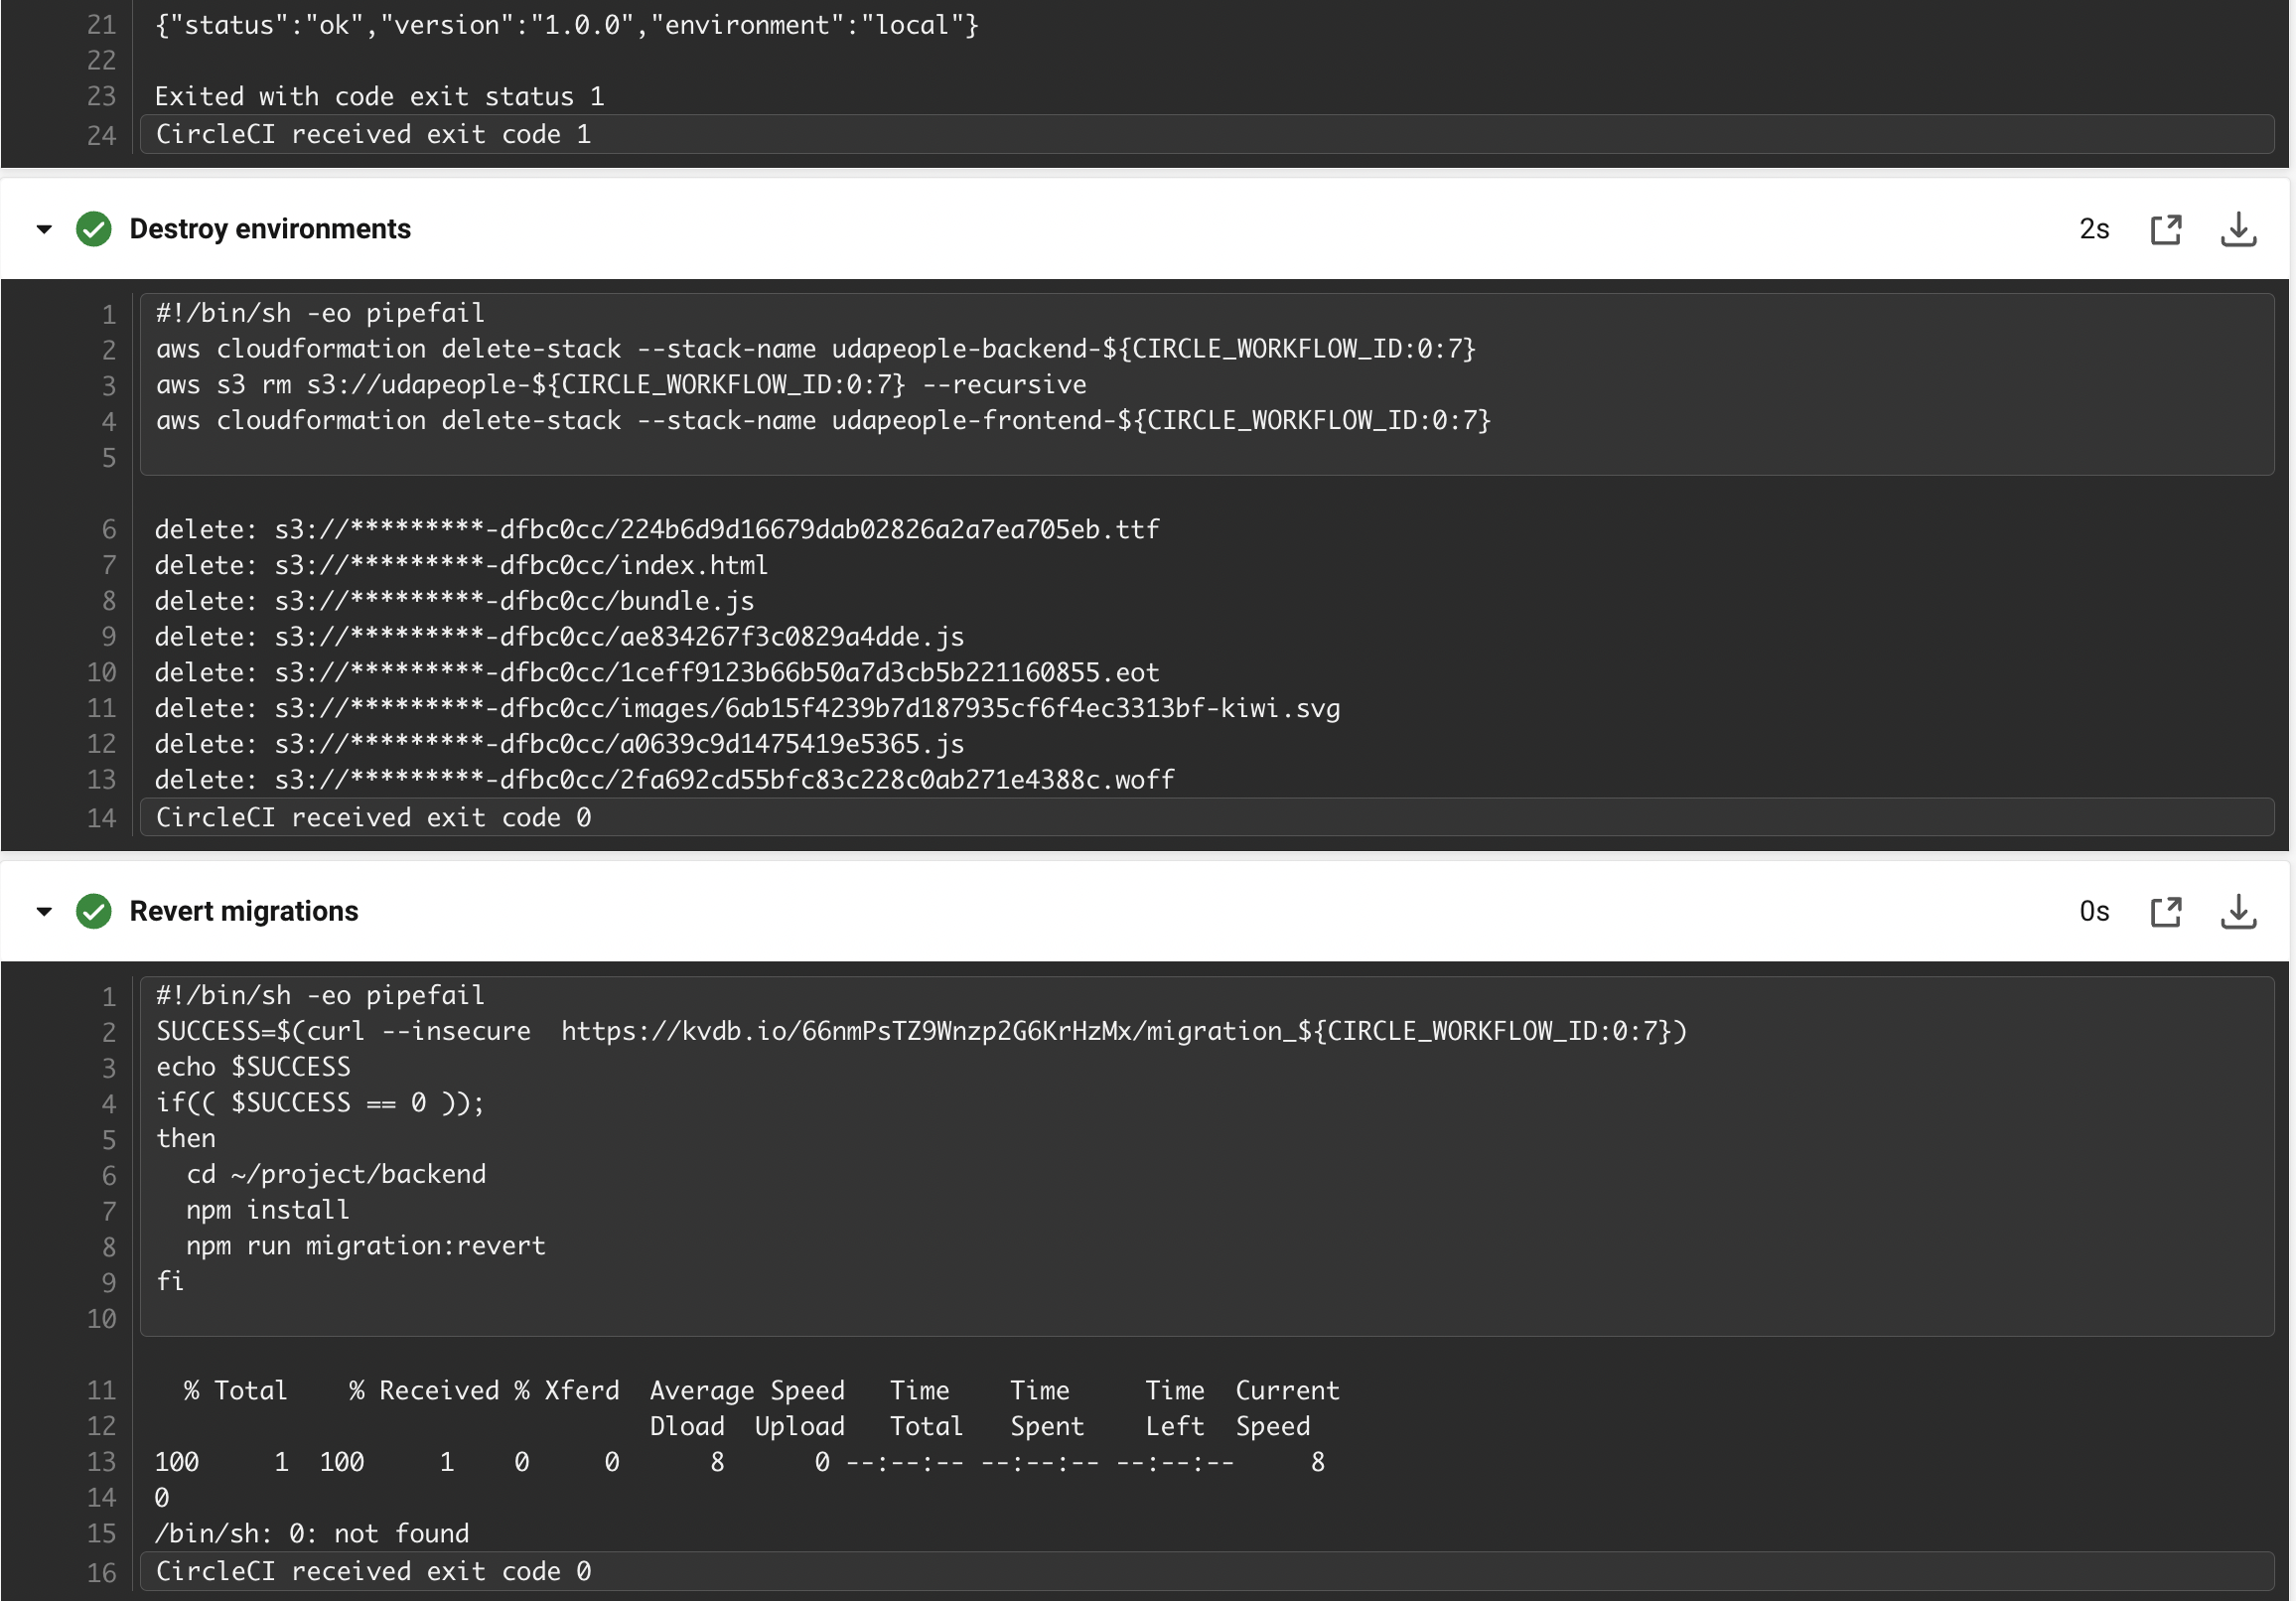 21 {"status":"ok","version":"1.0.0","environment":"local"}
22
23 Exited with code exit status 1
24 CircleCI received exit code 1
Destroy environments 2s
1 #!/bin/sh -eo pipefail
2 aws cloudformation delete-stack --stack-name udapeople-backend-${CIRCLE_WORKFLOW_ID:0:7}
3 aws s3 rm s3://udapeople-${CIRCLE_WORKFLOW_ID:0:7} --recursive
4 aws cloudformation delete-stack --stack-name udapeople-frontend-${CIRCLE_WORKFLOW_ID:0:7}
5
6 delete: s3://*********-dfbc0cc/224b6d9d16679dab02826a2a7ea705eb.ttf
7 delete: s3://*********-dfbc0cc/index.html
8 delete: s3://*********-dfbc0cc/bundle.js
9 delete: s3://*********-dfbc0cc/ae834267f3c0829a4dde.js
10 delete: s3://*********-dfbc0cc/1ceff9123b66b50a7d3cb5b221160855.eot
11 delete: s3://*********-dfbc0cc/images/6ab15f4239b7d187935cf6f4ec3313bf-kiwi.svg
12 delete: s3://*********-dfbc0cc/a0639c9d1475419e5365.js
13 delete: s3://*********-dfbc0cc/2fa692cd55bfc83c228c0ab271e4388c.woff
14 CircleCI received exit code 0
Revert migrations 0s
1 #!/bin/sh -eo pipefail
2 SUCCESS=$(curl --insecure  https://kvdb.io/66nmPsTZ9Wnzp2G6KrHzMx/migration_${CIRCLE_WORKFLOW_ID:0:7})
3 echo $SUCCESS
4 if(( $SUCCESS == 0 ));
5 then
6   cd ~/project/backend
7   npm install
8   npm run migration:revert
9 fi
10
11   % Total    % Received % Xferd  Average Speed   Time    Time     Time  Current
12                                  Dload  Upload   Total   Spent    Left  Speed
13 100     1  100     1    0     0      8      0 --:--:-- --:--:-- --:--:--     8
14 0
15 /bin/sh: 0: not found
16 CircleCI received exit code 0